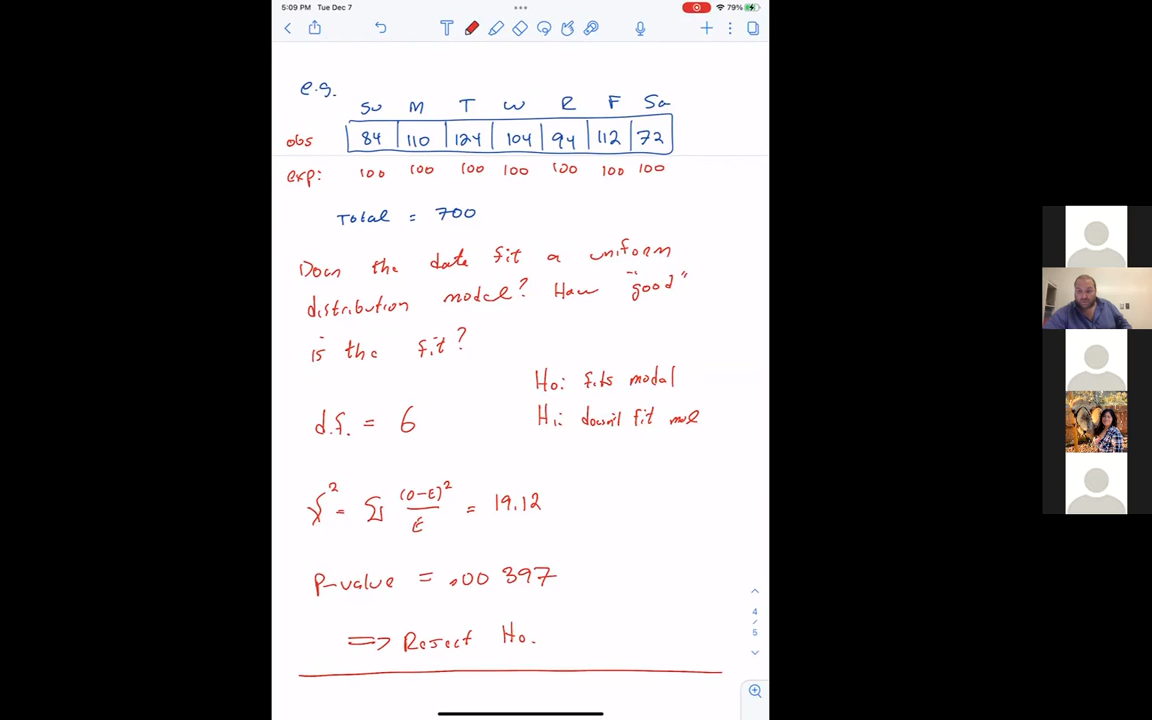 5:09 PM Tue Dec 7
79%
e.g.
Su M T W R F Sa
obs 84 110 124 104 94 112 72
exp: 100 100 100 100 100 100 100
Total = 700
Does the data fit a uniform
distribution model? How "good"
is the fit?
Ho: fits model
H1: doesn't fit model
d.f. = 6
χ² = Σ (O-E)²/E = 19.12
P-value = .00397
⟹ Reject Ho.
4
/
5